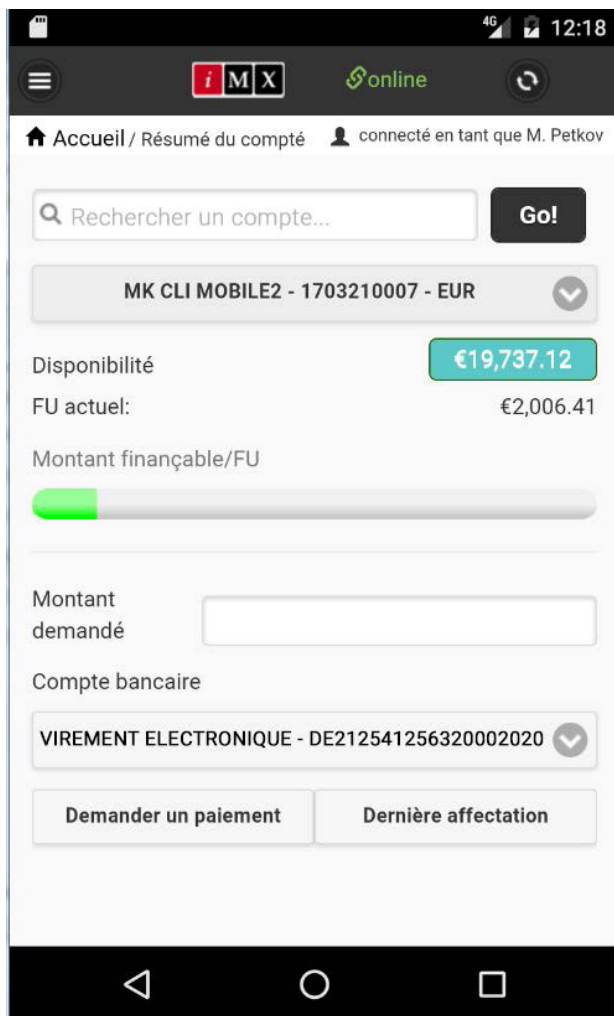 4G 12:18
iMX online
Accueil / Résumé du compté connecté en tant que M. Petkov
Rechercher un compte... Go!
MK CLI MOBILE2 - 1703210007 - EUR
Disponibilité €19,737.12
FU actuel: €2,006.41
Montant finançable/FU
Montant
demandé
Compte bancaire
VIREMENT ELECTRONIQUE - DE212541256320002020
Demander un paiement Dernière affectation